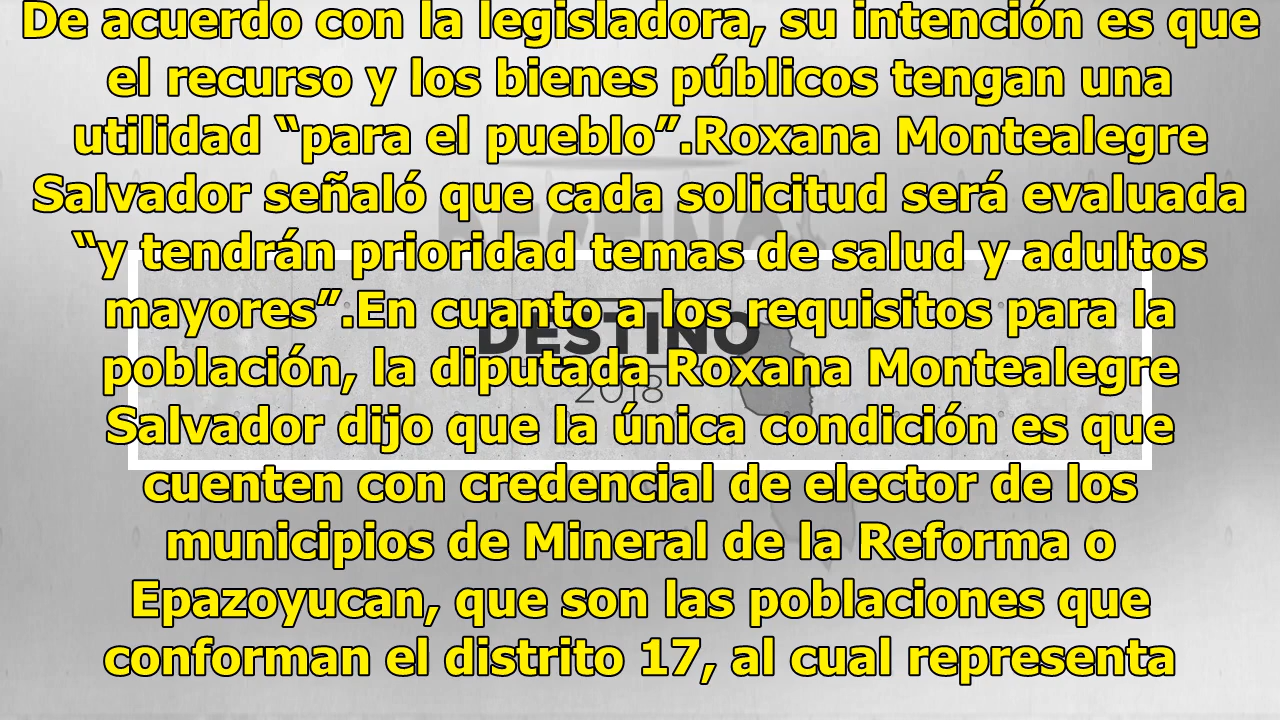 De acuerdo con la legisladora, su intención es que
el recurso y los bienes públicos tengan una
utilidad “para el pueblo”.Roxana Montealegre
Salvador señaló que cada solicitud será evaluada
“y tendrán prioridad temas de salud y adultos
mayores”.En cuanto a los requisitos para la
DESTINO
población, la diputada Roxana Montealegre
2018
Salvador dijo que la única condición es que
cuenten con credencial de elector de los
municipios de Mineral de la Reforma o
Epazoyucan, que son las poblaciones que
conforman el distrito 17, al cual representa